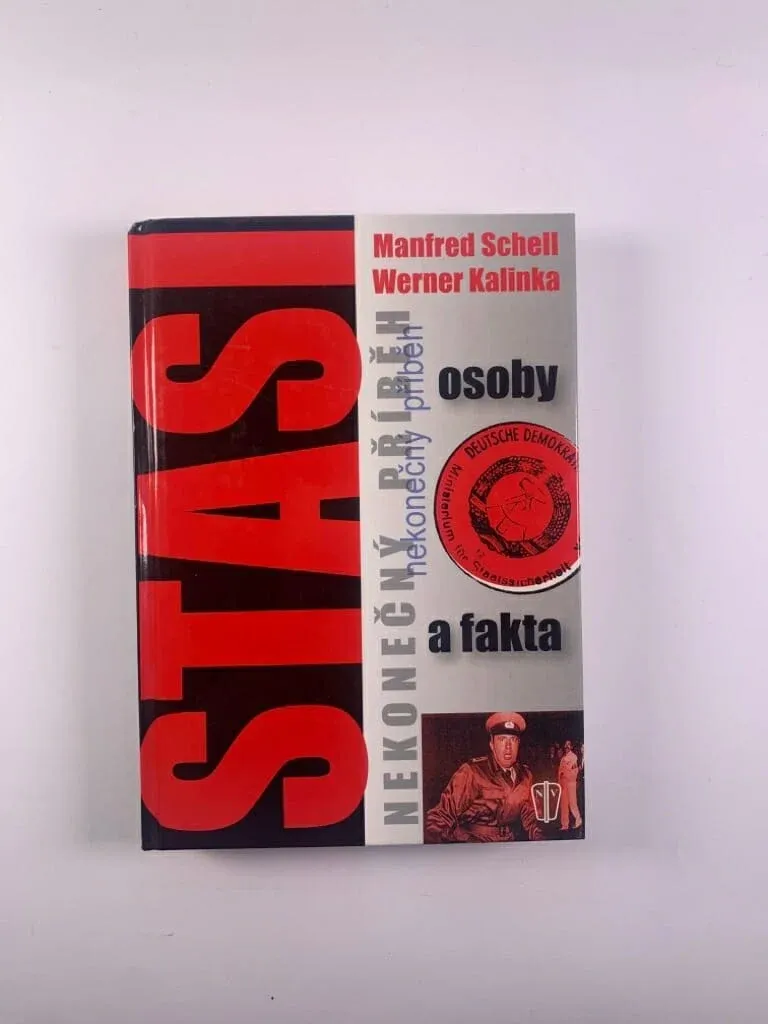 STASI
Manfred Schell
Werner Kalinka
NEKONEČNÝ PŘÍBĚH
nekonečný příběh
osoby
DEUTSCHE DEMOKRA
Ministerium für Staatssicherheit
a fakta